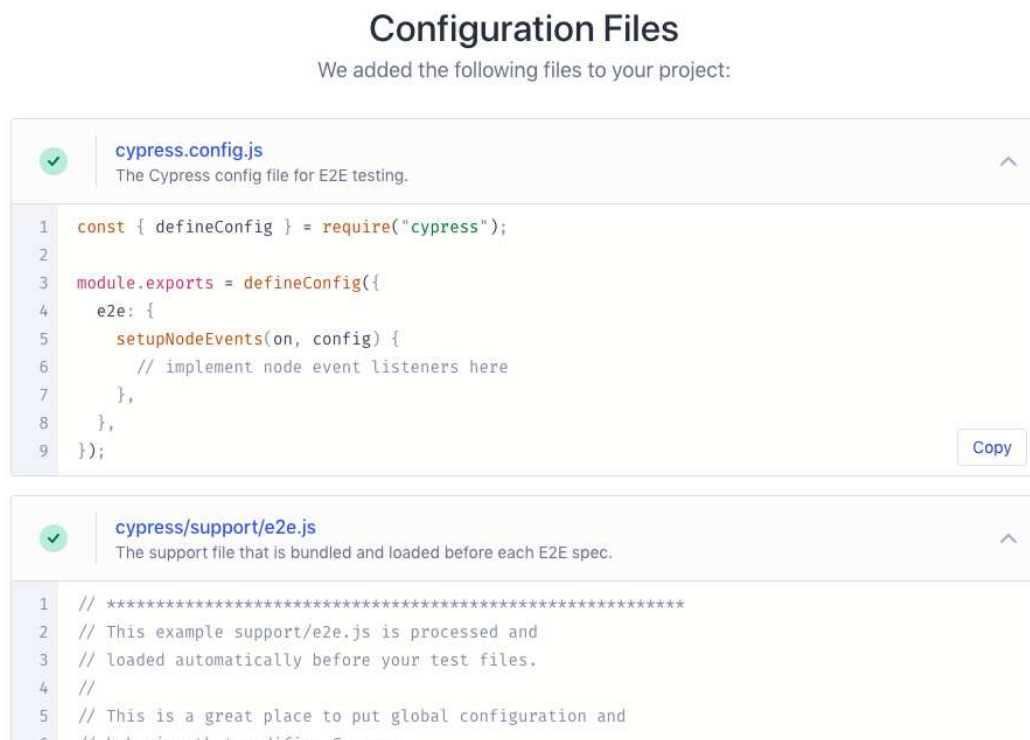 Configuration Files
We added the following files to your project:
cypress.config.js
The Cypress config file for E2E testing.
1 const { defineConfig } = require("cypress");
2
3 module.exports = defineConfig({
4 e2e: {
5 setupNodeEvents(on, config) {
6 // implement node event listeners here
7 },
8 },
9 });
Copy
cypress/support/e2e.js
The support file that is bundled and loaded before each E2E spec.
1 // ***********************************************************
2 // This example support/e2e.js is processed and
3 // loaded automatically before your test files.
4 //
5 // This is a great place to put global configuration and